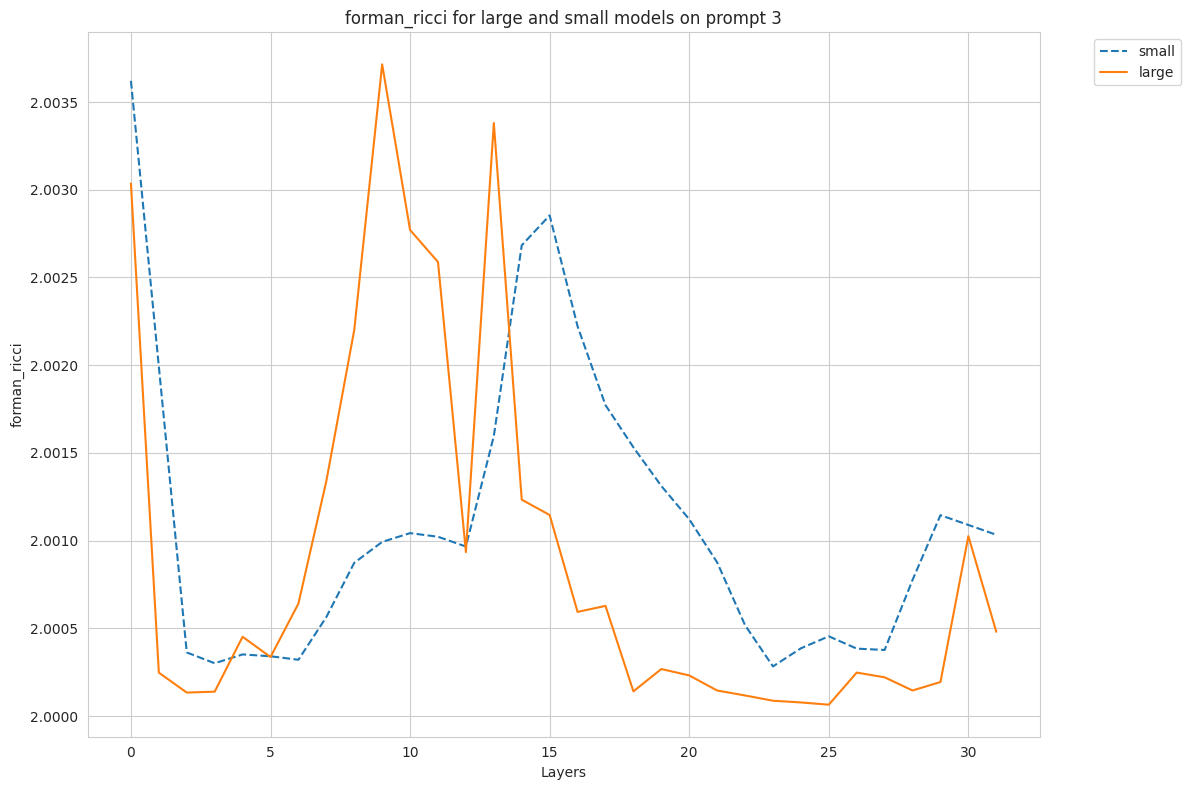 forman_ricci for large and small models on prompt 3
small
large
forman_ricci
2.0035
2.0030
2.0025
2.0020
2.0015
2.0010
2.0005
2.0000
0 5 10 15 20 25 30
Layers